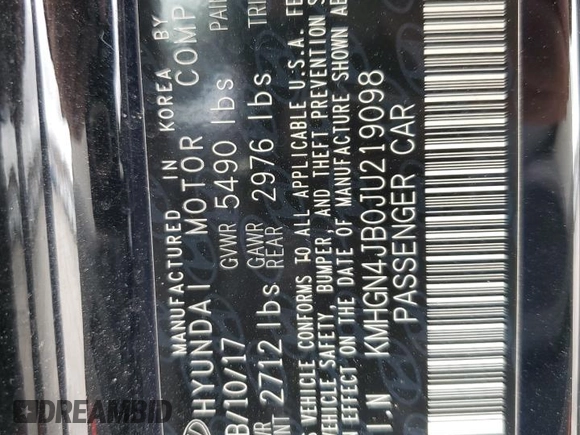 MANUFACTURED IN KOREA BY
HYUNDAI MOTOR COMP
B/10/17 GVWR 5490 lbs PAI
2712 lbs GAWR REAR 2976 lbs TRI
S VEHICLE CONFORMS TO ALL APPLICABLE U.S.A. FE
R VEHICLE SAFETY, BUMPER, AND THEFT PREVENTION S
N EFFECT ON THE DATE OF MANUFACTURE SHOWN AB
I.N KMHGN4JB0JU219098
PASSENGER CAR
DREAMBID